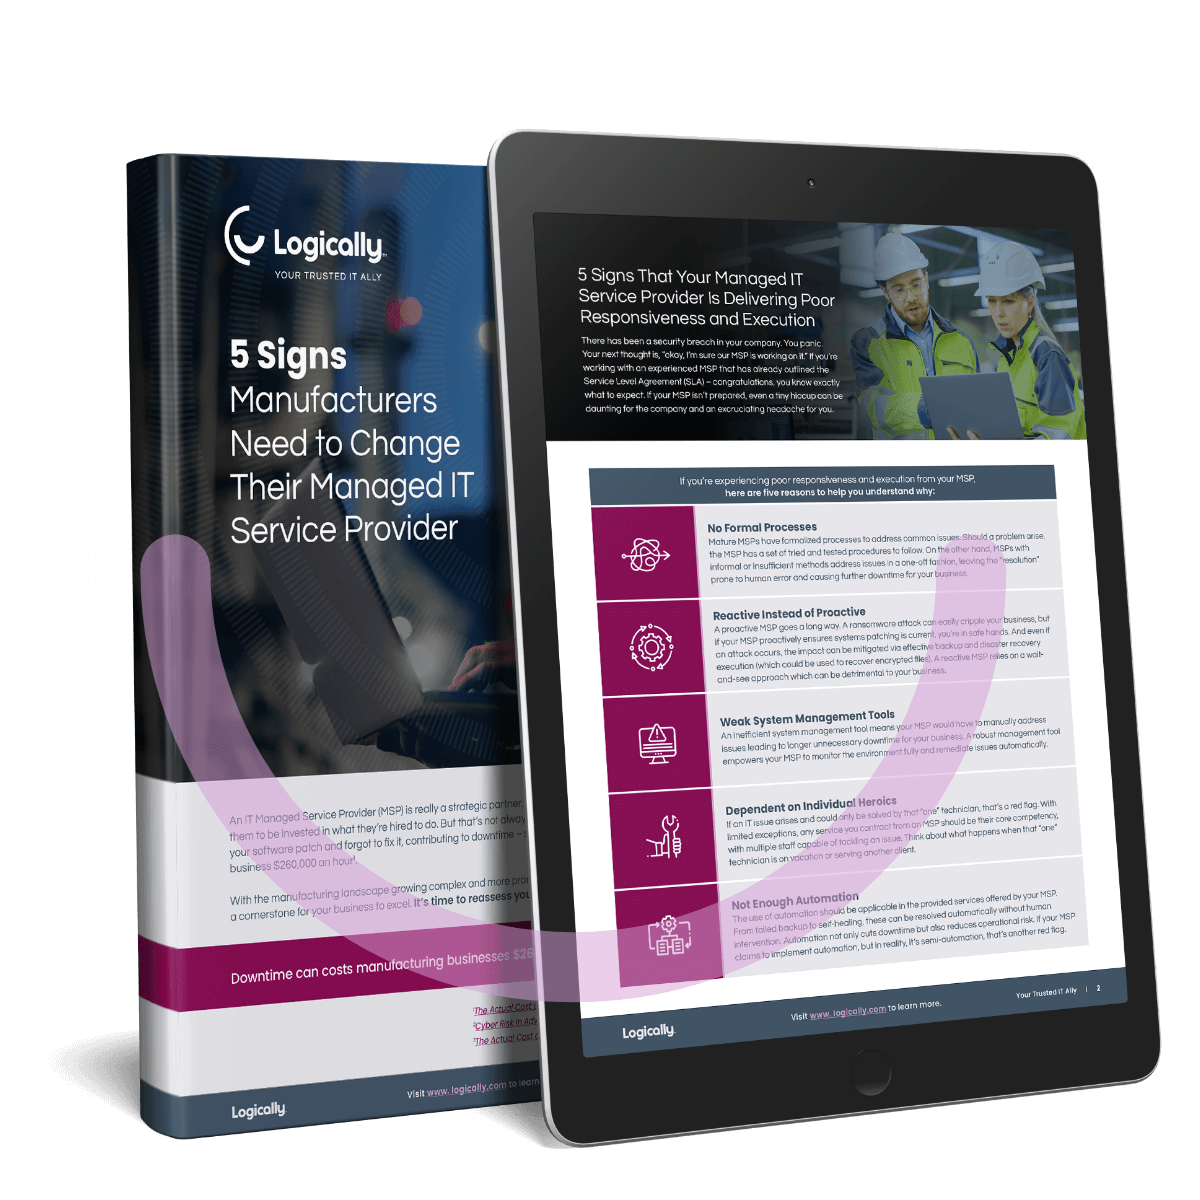 Logically
YOUR TRUSTED IT ALLY
5 Signs
Manufacturers
Need to Change
Their Managed IT
Service Provider
An IT Managed Service Provider (MSP) is really a strategic partner.
them to be invested in what they're hired to do. But that's not alway
your software patch and forgot to fix it, contributing to downtime –
business $260,000 an hour¹.
With the manufacturing landscape growing complex and more pro
a cornerstone for your business to excel. It's time to reassess you
Downtime can costs manufacturing businesses $26
¹The Actual Cost
²Cyber Risk in Adv
³The Actual Cost
Visit www.logically.com to learn
Logically
5 Signs That Your Managed IT
Service Provider Is Delivering Poor
Responsiveness and Execution
There has been a security breach in your company. You panic.
Your next thought is, "okay, I'm sure our MSP is working on it." If you're
working with an experienced MSP that has already outlined the
Service Level Agreement (SLA) – congratulations, you know exactly
what to expect. If your MSP isn't prepared, even a tiny hiccup can be
daunting for the company and an excruciating headache for you.
If you're experiencing poor responsiveness and execution from your MSP,
here are five reasons to help you understand why:
No Formal Processes
Mature MSPs have formalized processes to address common issues. Should a problem arise,
the MSP has a set of tried and tested procedures to follow. On the other hand, MSPs with
informal or insufficient methods address issues in a one-off fashion, leaving the "resolution"
prone to human error and causing further downtime for your business.
Reactive Instead of Proactive
A proactive MSP goes a long way. A ransomware attack can easily cripple your business, but
if your MSP proactively ensures systems patching is current, you're in safe hands. And even if
an attack occurs, the impact can be mitigated via effective backup and disaster recovery
execution (which could be used to recover encrypted files). A reactive MSP relies on a wait-
and-see approach which can be detrimental to your business.
Weak System Management Tools
An inefficient system management tool means your MSP would have to manually address
issues leading to longer unnecessary downtime for your business. A robust management tool
empowers your MSP to monitor the environment fully and remediate issues automatically.
Dependent on Individual Heroics
If an IT issue arises and could only be solved by that "one" technician, that's a red flag. With
limited exceptions, any service you contract from an MSP should be their core competency,
with multiple staff capable of tackling an issue. Think about what happens when that "one"
technician is on vacation or serving another client.
Not Enough Automation
The use of automation should be applicable in the provided services offered by your MSP.
From failed backup to self-healing, these can be resolved automatically without human
intervention. Automation not only cuts downtime but also reduces operational risk. If your MSP
claims to implement automation, but in reality, it's semi-automation, that's another red flag.
Logically
Visit www.logically.com to learn more.
Your Trusted IT Ally | 2